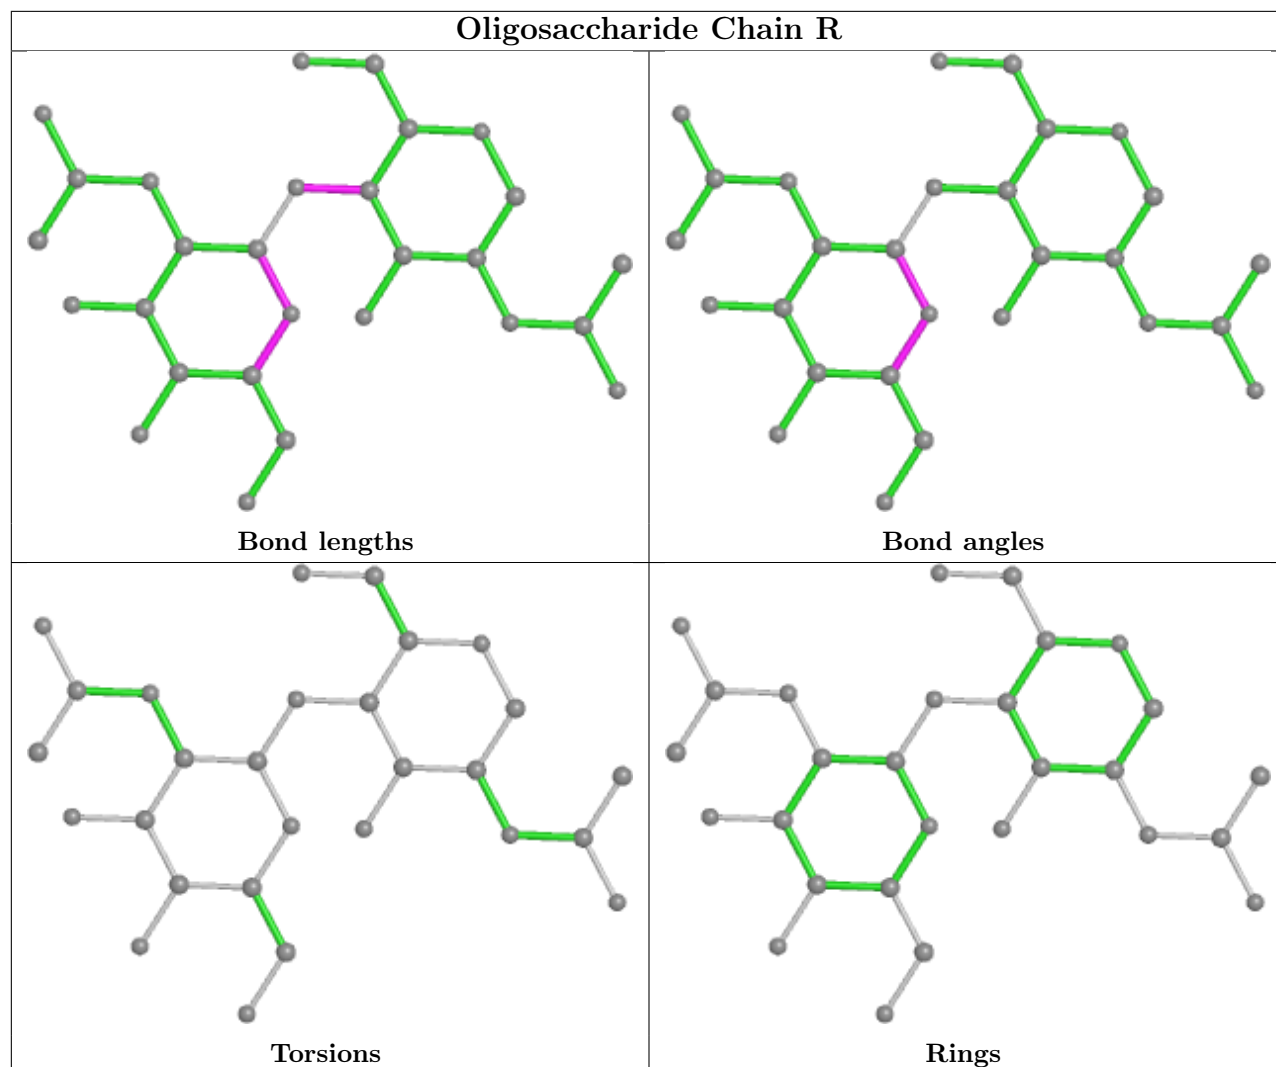 Oligosaccharide Chain R
Bond lengths
Bond angles
Torsions
Rings